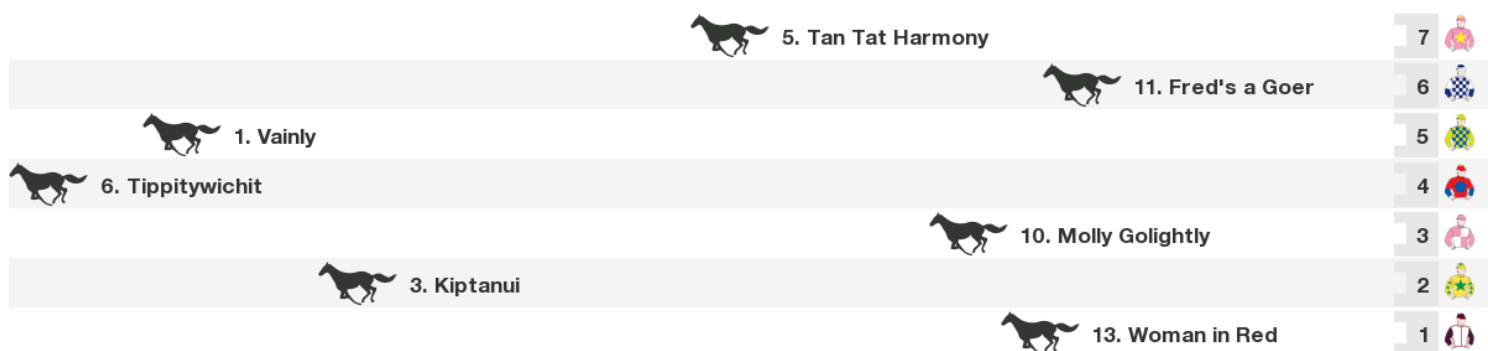 5. Tan Tat Harmony 7
11. Fred's a Goer 6
1. Vainly 5
6. Tippitywichit 4
10. Molly Golightly 3
3. Kiptanui 2
13. Woman in Red 1